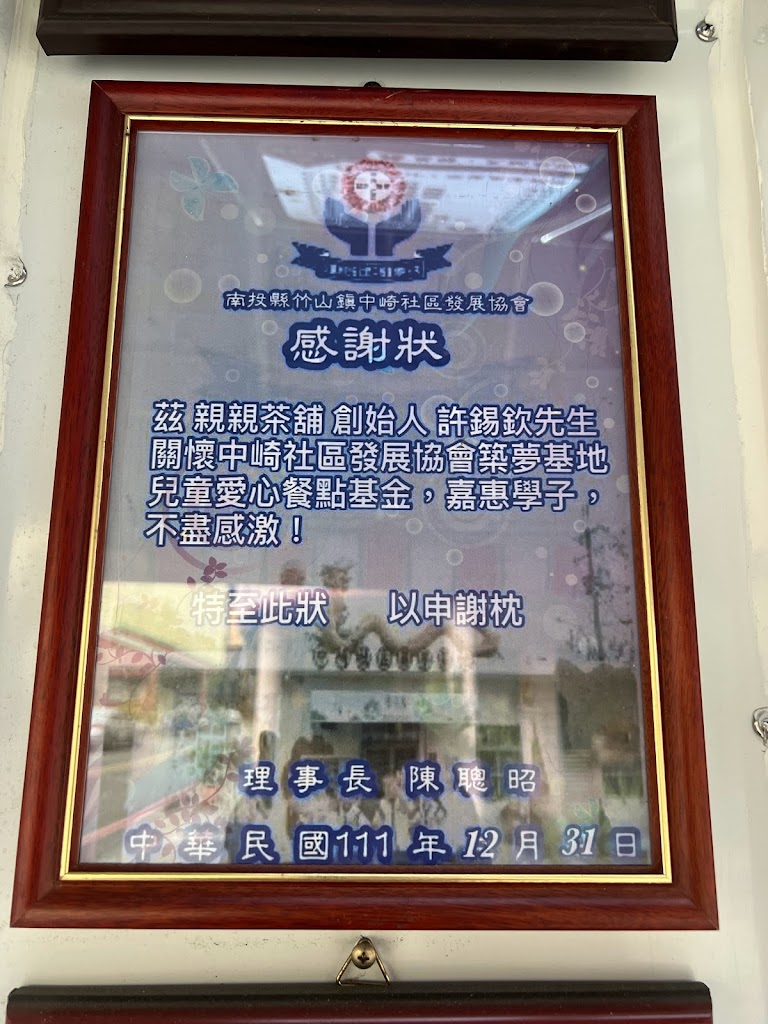 南投縣竹山鎮中崎社區發展協會
感謝狀
茲 親親茶舖 創始人 許錫欽先生
關懷中崎社區發展協會築夢基地
兒童愛心餐點基金，嘉惠學子，
不盡感激！
特至此狀 以申謝枕
理事長 陳聰昭
中華民國111年12月31日